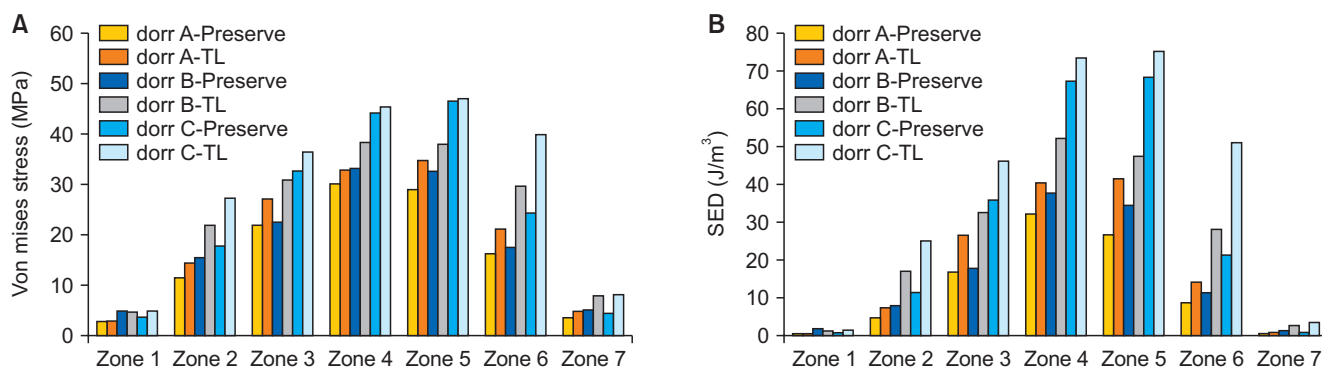 A
Von mises stress (MPa)
60
50
40
30
20
10
0
dorr A-Preserve
dorr A-TL
dorr B-Preserve
dorr B-TL
dorr C-Preserve
dorr C-TL
Zone 1 Zone 2 Zone 3 Zone 4 Zone 5 Zone 6 Zone 7
B
SED (J/m³)
80
70
60
50
40
30
20
10
0
dorr A-Preserve
dorr A-TL
dorr B-Preserve
dorr B-TL
dorr C-Preserve
dorr C-TL
Zone 1 Zone 2 Zone 3 Zone 4 Zone 5 Zone 6 Zone 7